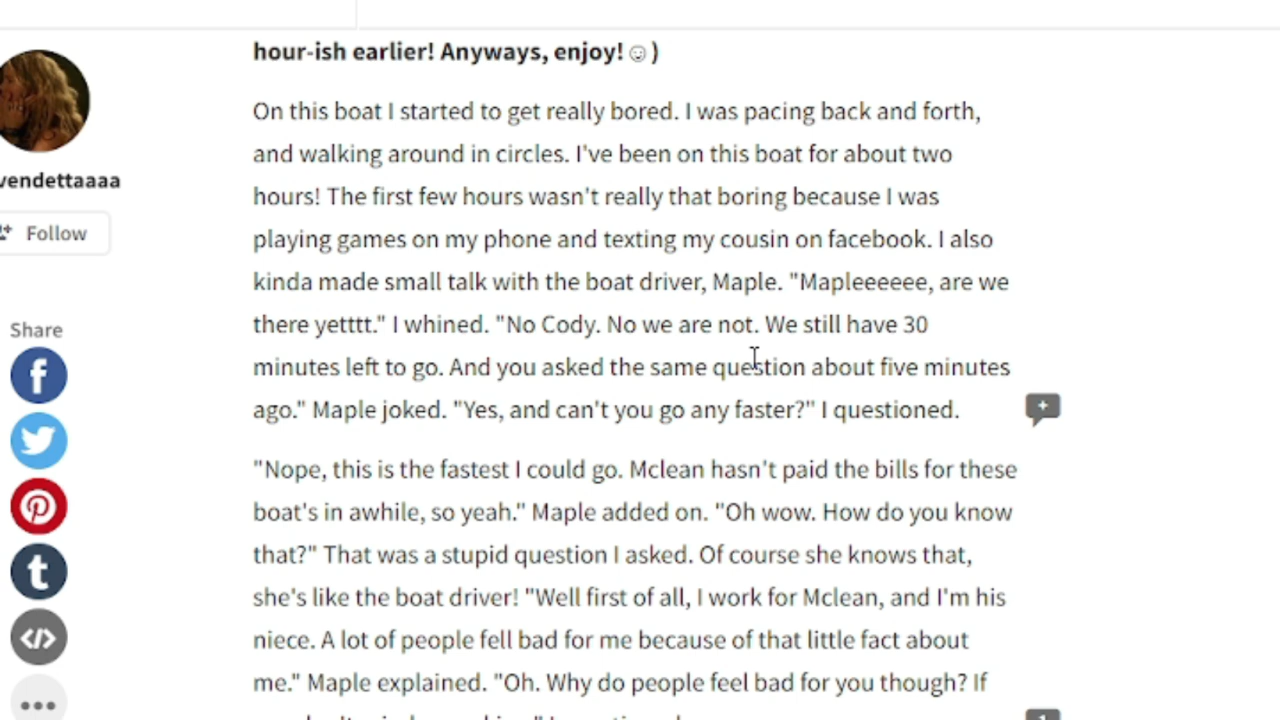 hour-ish earlier! Anyways, enjoy!☺)
vendettaaaa
Follow
Share
On this boat I started to get really bored. I was pacing back and forth,
and walking around in circles. I've been on this boat for about two
hours! The first few hours wasn't really that boring because I was
playing games on my phone and texting my cousin on facebook. I also
kinda made small talk with the boat driver, Maple. "Mapleeeeee, are we
there yetttt." I whined. "No Cody. No we are not. We still have 30
minutes left to go. And you asked the same question about five minutes
ago." Maple joked. "Yes, and can't you go any faster?" I questioned.
+
"Nope, this is the fastest I could go. Mclean hasn't paid the bills for these
boat's in awhile, so yeah." Maple added on. "Oh wow. How do you know
that?" That was a stupid question I asked. Of course she knows that,
she's like the boat driver! "Well first of all, I work for Mclean, and I'm his
niece. A lot of people fell bad for me because of that little fact about
me." Maple explained. "Oh. Why do people feel bad for you though? If